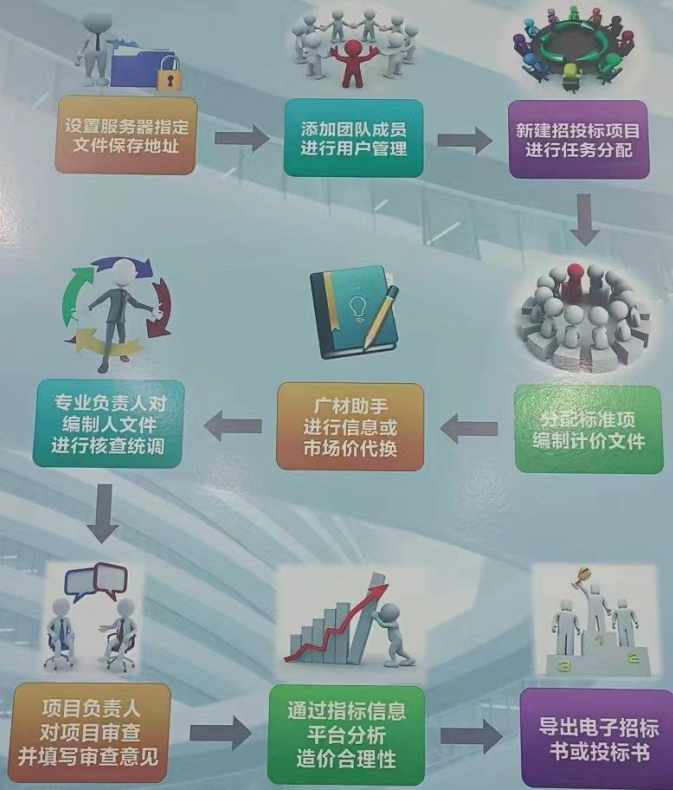 设置服务器指定
文件保存地址
添加团队成员
进行用户管理
新建招投标项目
进行任务分配
分配标准项
编制计价文件
广材助手
进行信息或
市场价代换
专业负责人对
编制人文件
进行核查统调
项目负责人
对项目审查
并填写审查意见
通过指标信息
平台分析
造价合理性
导出电子招标
书或投标书
3
1
2